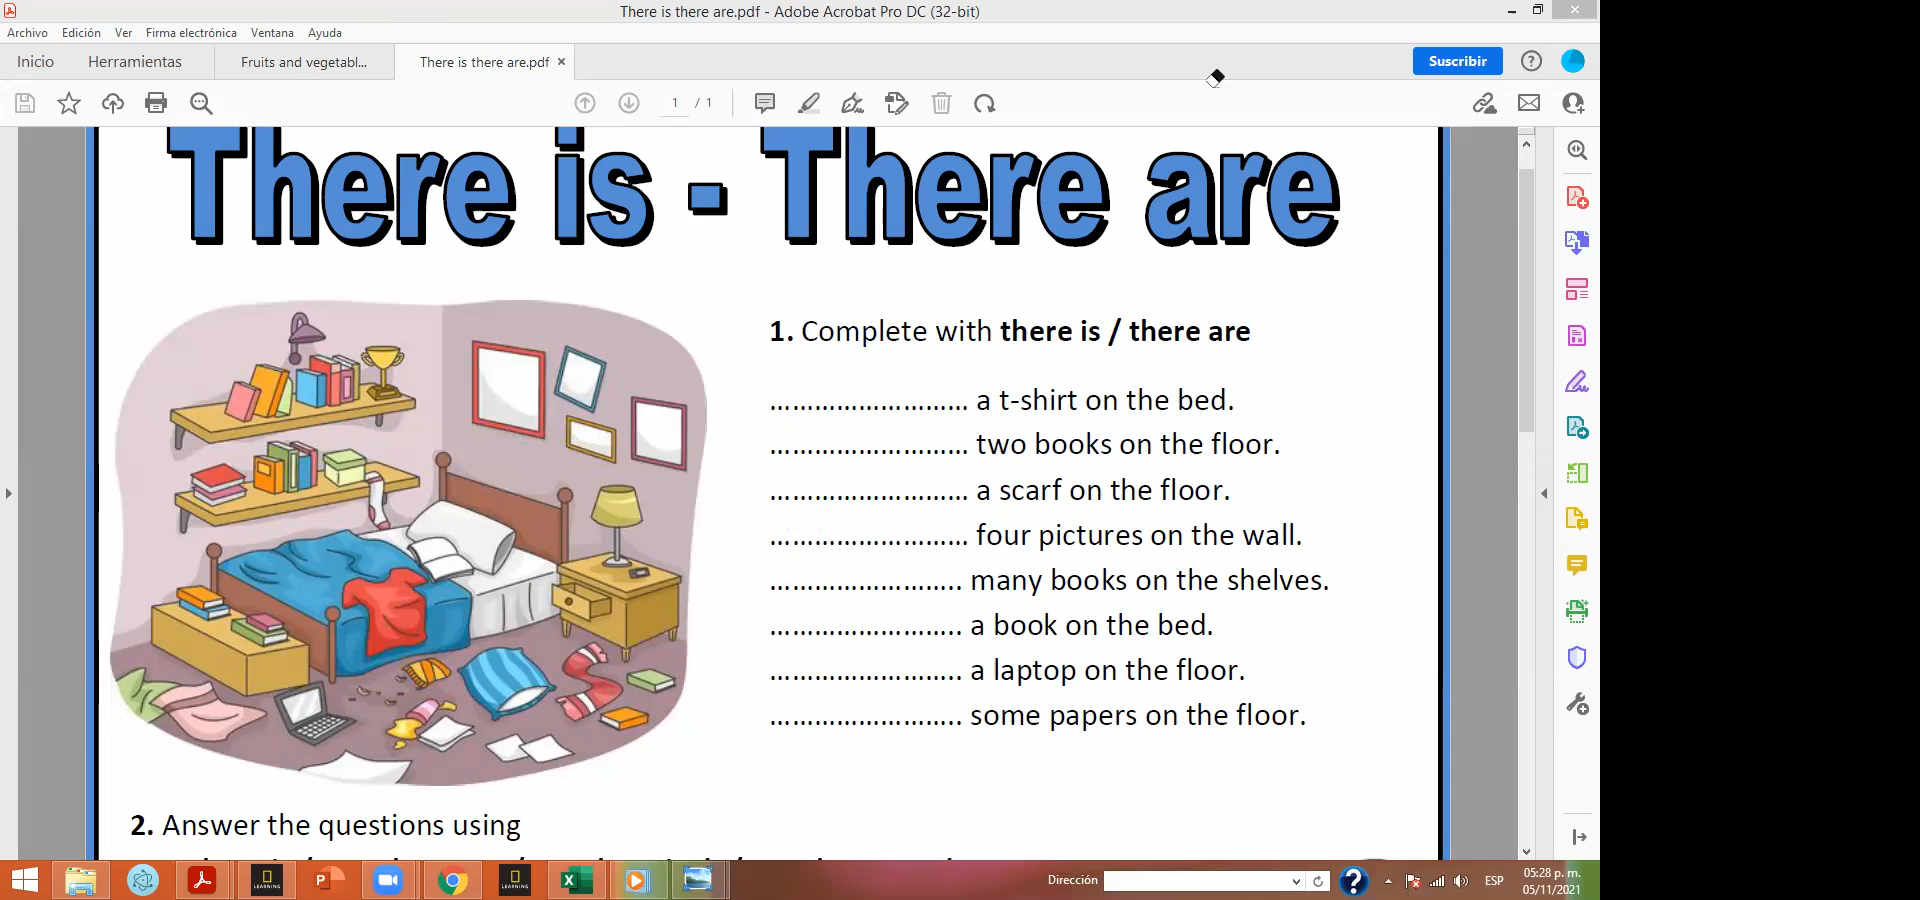 There is there are.pdf - Adobe Acrobat Pro DC (32-bit)
Archivo Edición Ver Firma electrónica Ventana Ayuda
Inicio Herramientas Fruits and vegetabl... There is there are.pdf × Suscribir
1 / 1
There is - There are
1. Complete with there is / there are
........................... a t-shirt on the bed.
........................... two books on the floor.
........................... a scarf on the floor.
........................... four pictures on the wall.
.......................... many books on the shelves.
.......................... a book on the bed.
.......................... a laptop on the floor.
.......................... some papers on the floor.
2. Answer the questions using
LEARNING LEARNING
Dirección ESP 05:28 p. m.
05/11/2021